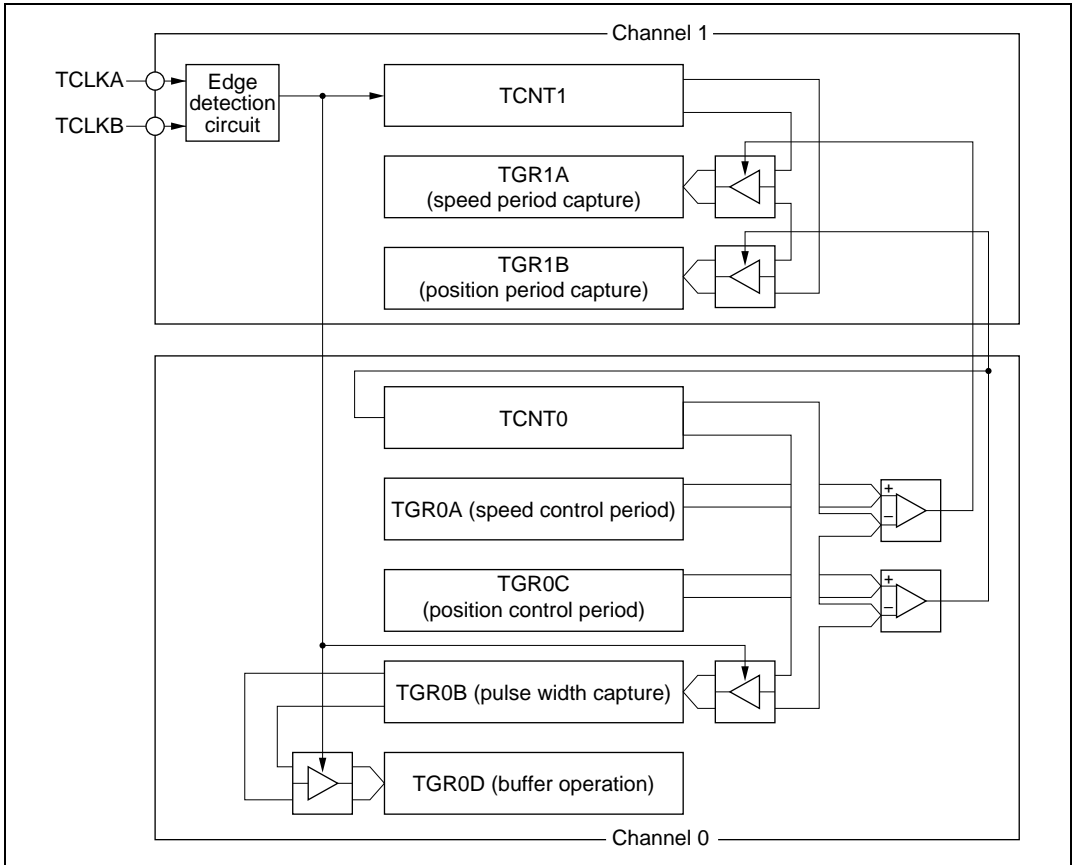 Channel 1
TCLKA
TCLKB
Edge
detection
circuit
TCNT1
TGR1A
(speed period capture)
TGR1B
(position period capture)
TCNT0
TGR0A (speed control period)
+
−
TGR0C
(position control period)
+
−
TGR0B (pulse width capture)
TGR0D (buffer operation)
Channel 0